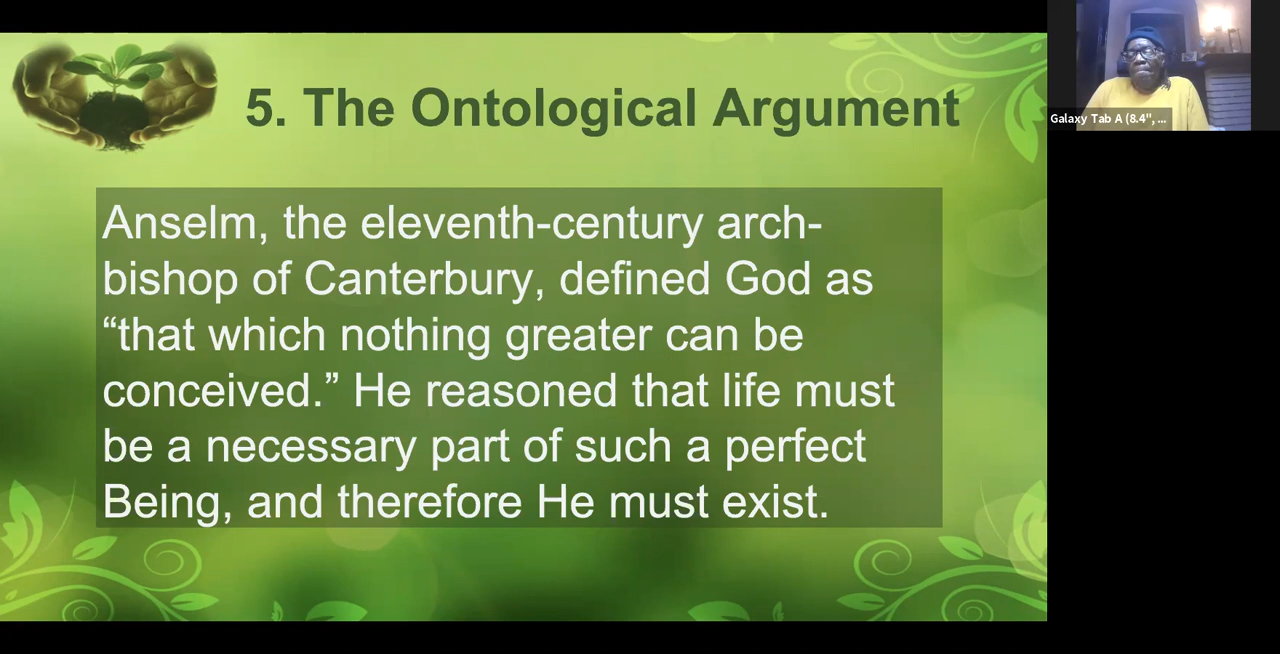 5. The Ontological Argument
Anselm, the eleventh-century arch-
bishop of Canterbury, defined God as
“that which nothing greater can be
conceived.” He reasoned that life must
be a necessary part of such a perfect
Being, and therefore He must exist.
Galaxy Tab A (8.4", ...